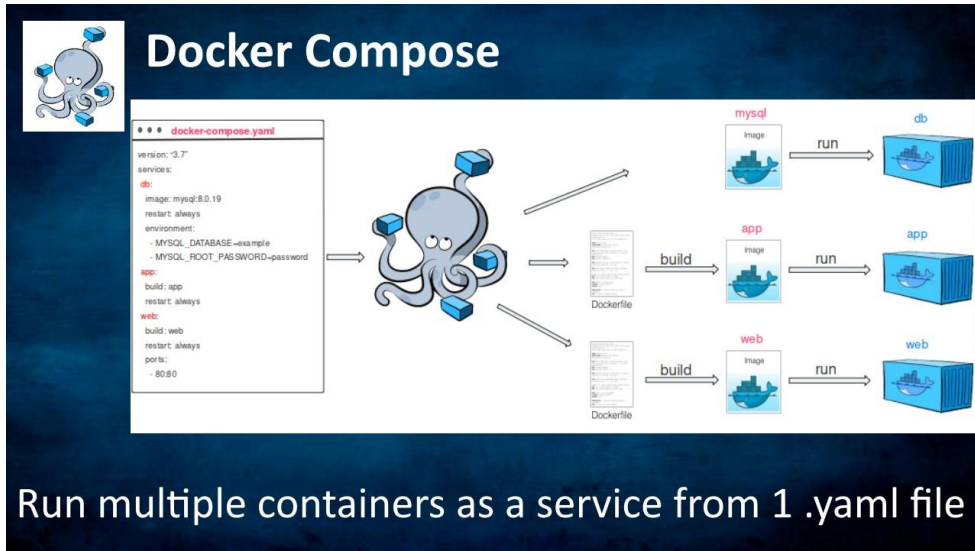 Docker Compose
docker-compose.yaml
version: "3.7"
services:
db:
image: mysql:8.0.19
restart: always
environment:
- MYSQL_DATABASE=example
- MYSQL_ROOT_PASSWORD=password
app:
build: app
restart: always
web:
build: web
restart: always
ports:
- 80:80
mysql
Image
run
db
Dockerfile
build
app
Image
run
app
Dockerfile
build
web
Image
run
web
Run multiple containers as a service from 1 .yaml file